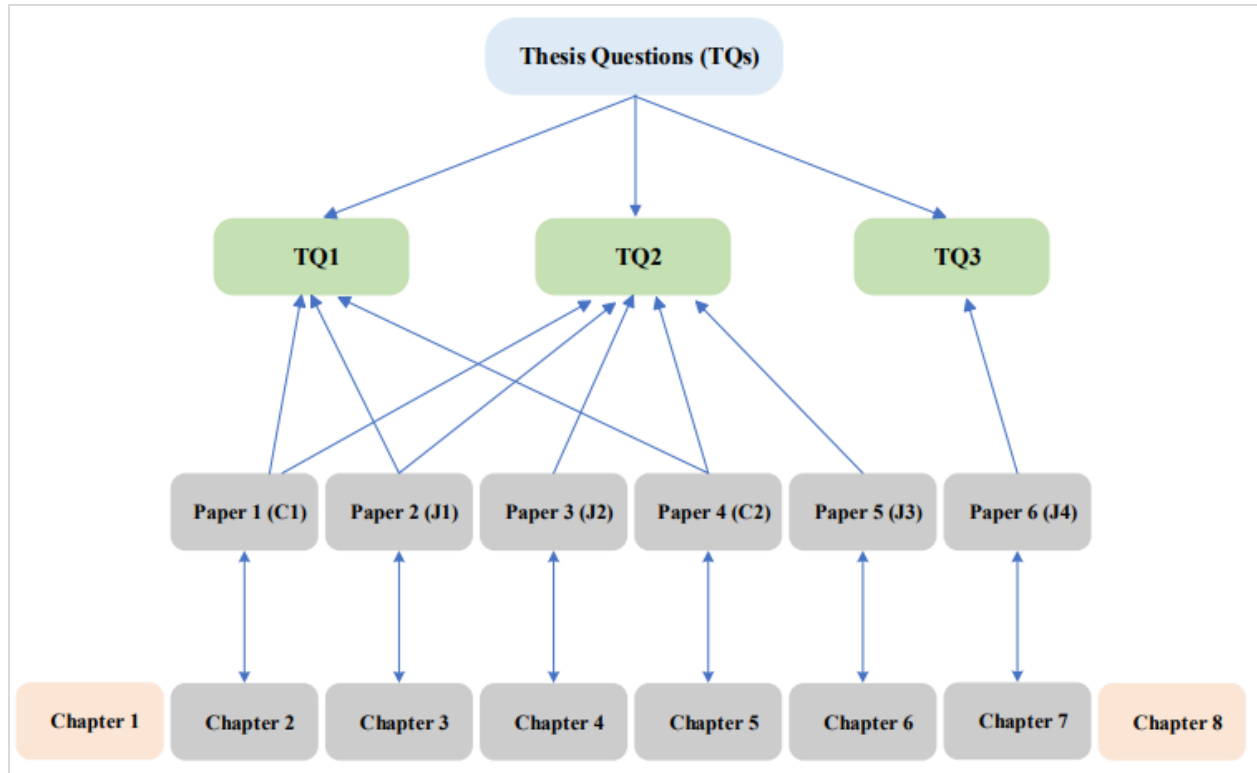 Thesis Questions (TQs)
TQ1
TQ2
TQ3
Paper 1 (C1)
Paper 2 (J1)
Paper 3 (J2)
Paper 4 (C2)
Paper 5 (J3)
Paper 6 (J4)
Chapter 1
Chapter 2
Chapter 3
Chapter 4
Chapter 5
Chapter 6
Chapter 7
Chapter 8